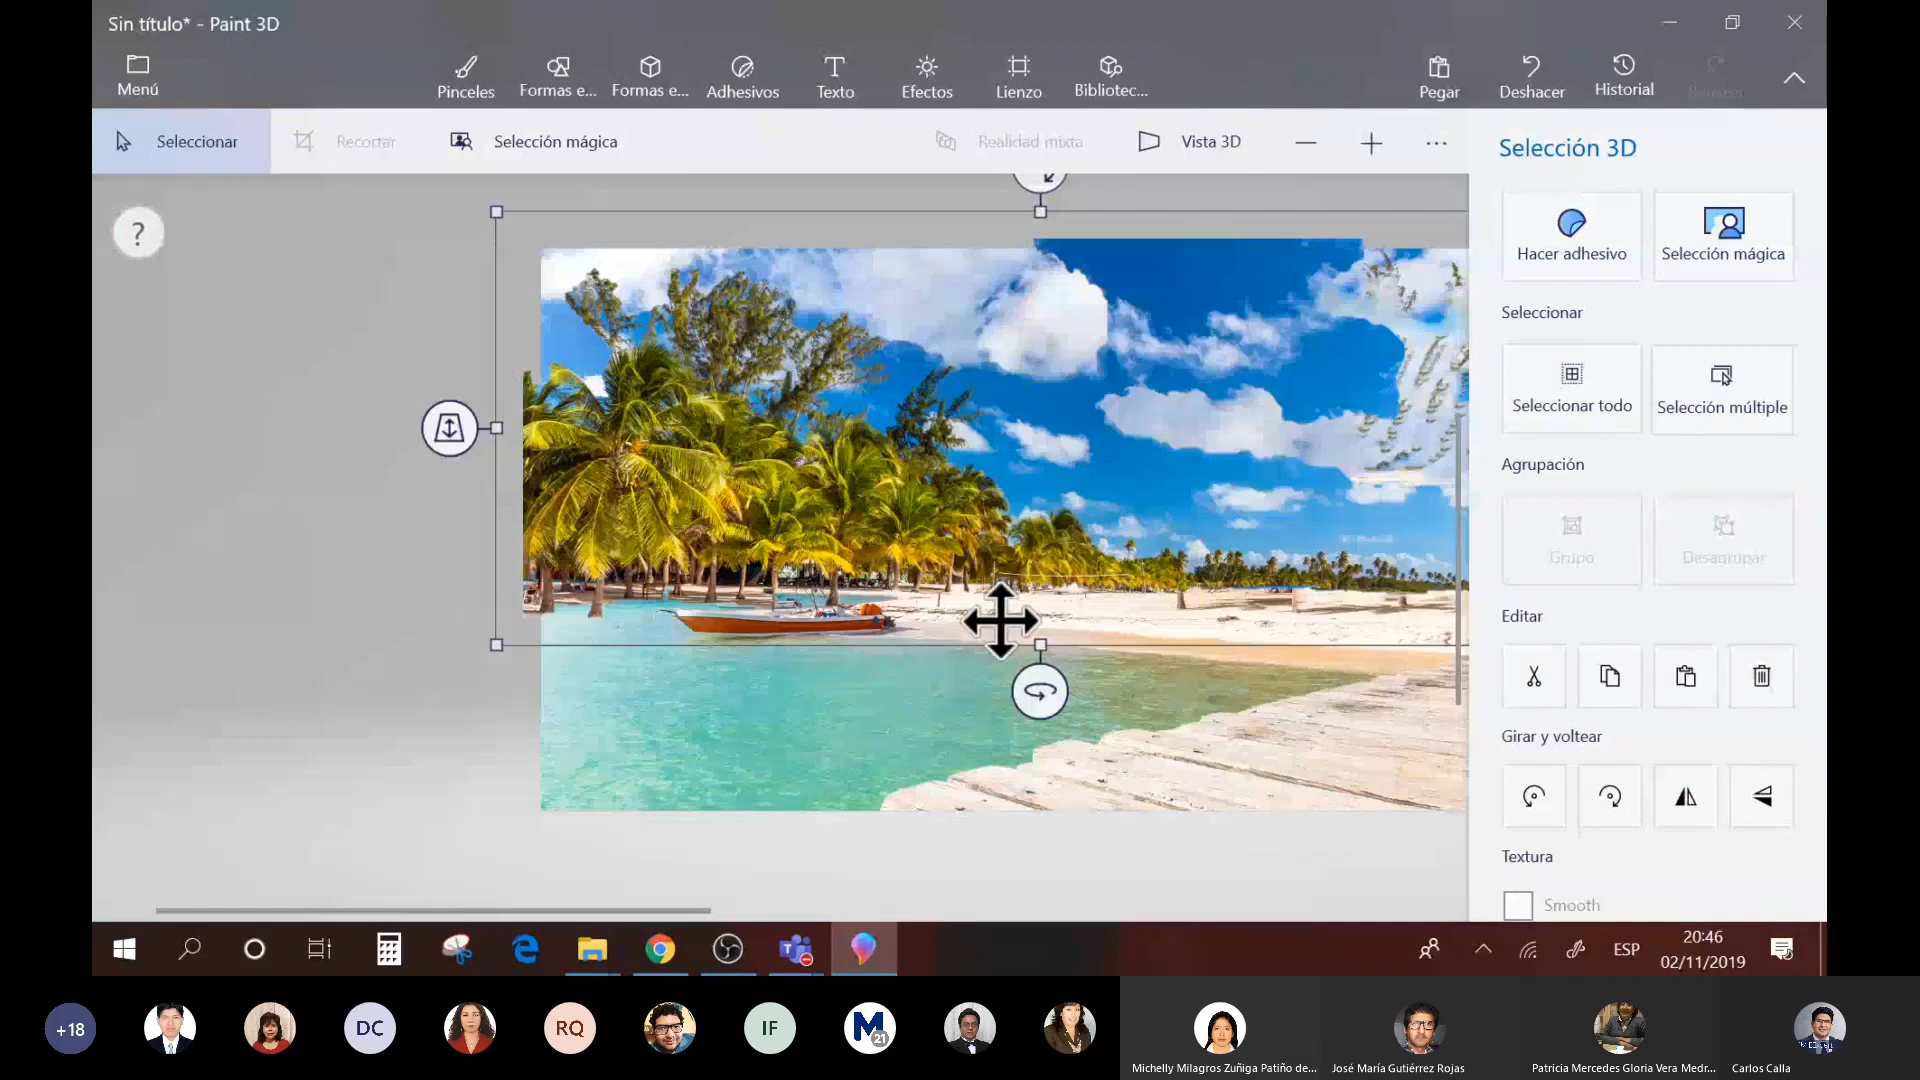 Sin título* - Paint 3D
Menú
Pinceles
Formas e...
Formas e...
Adhesivos
Texto
Efectos
Lienzo
Bibliotec...
Pegar
Deshacer
Historial
Seleccionar
Recortar
Selección mágica
Realidad mixta
Vista 3D
...
?
Selección 3D
Hacer adhesivo
Selección mágica
Seleccionar
Seleccionar todo
Selección múltiple
Agrupación
Grupo
Desagrupar
Editar
Girar y voltear
Textura
Smooth
ESP
20:46
02/11/2019
+18
DC
RQ
IF
M
21
Michelly Milagros Zuñiga Patiño de...
José María Gutiérrez Rojas
Patricia Mercedes Gloria Vera Medr...
Carlos Calla